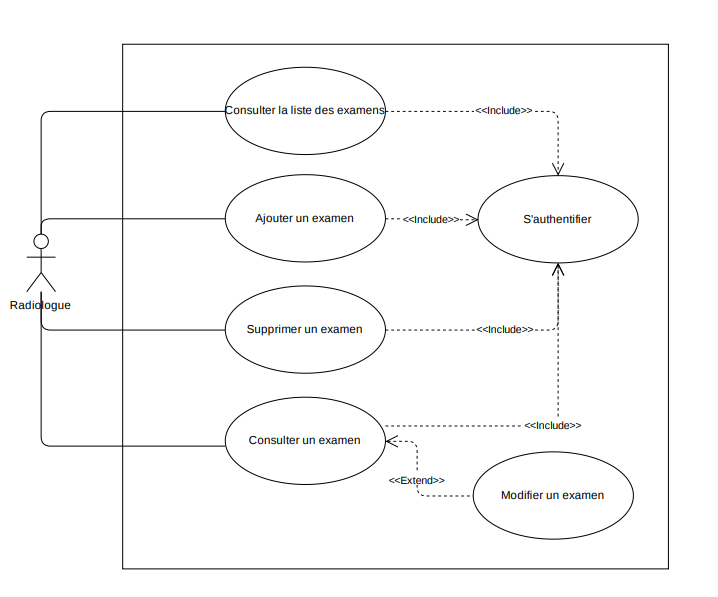 Consulter la liste des examens
<<Include>>
Ajouter un examen
<<Include>>
S'authentifier
Radiologue
Supprimer un examen
<<Include>>
Consulter un examen
<<Include>>
<<Extend>>
Modifier un examen